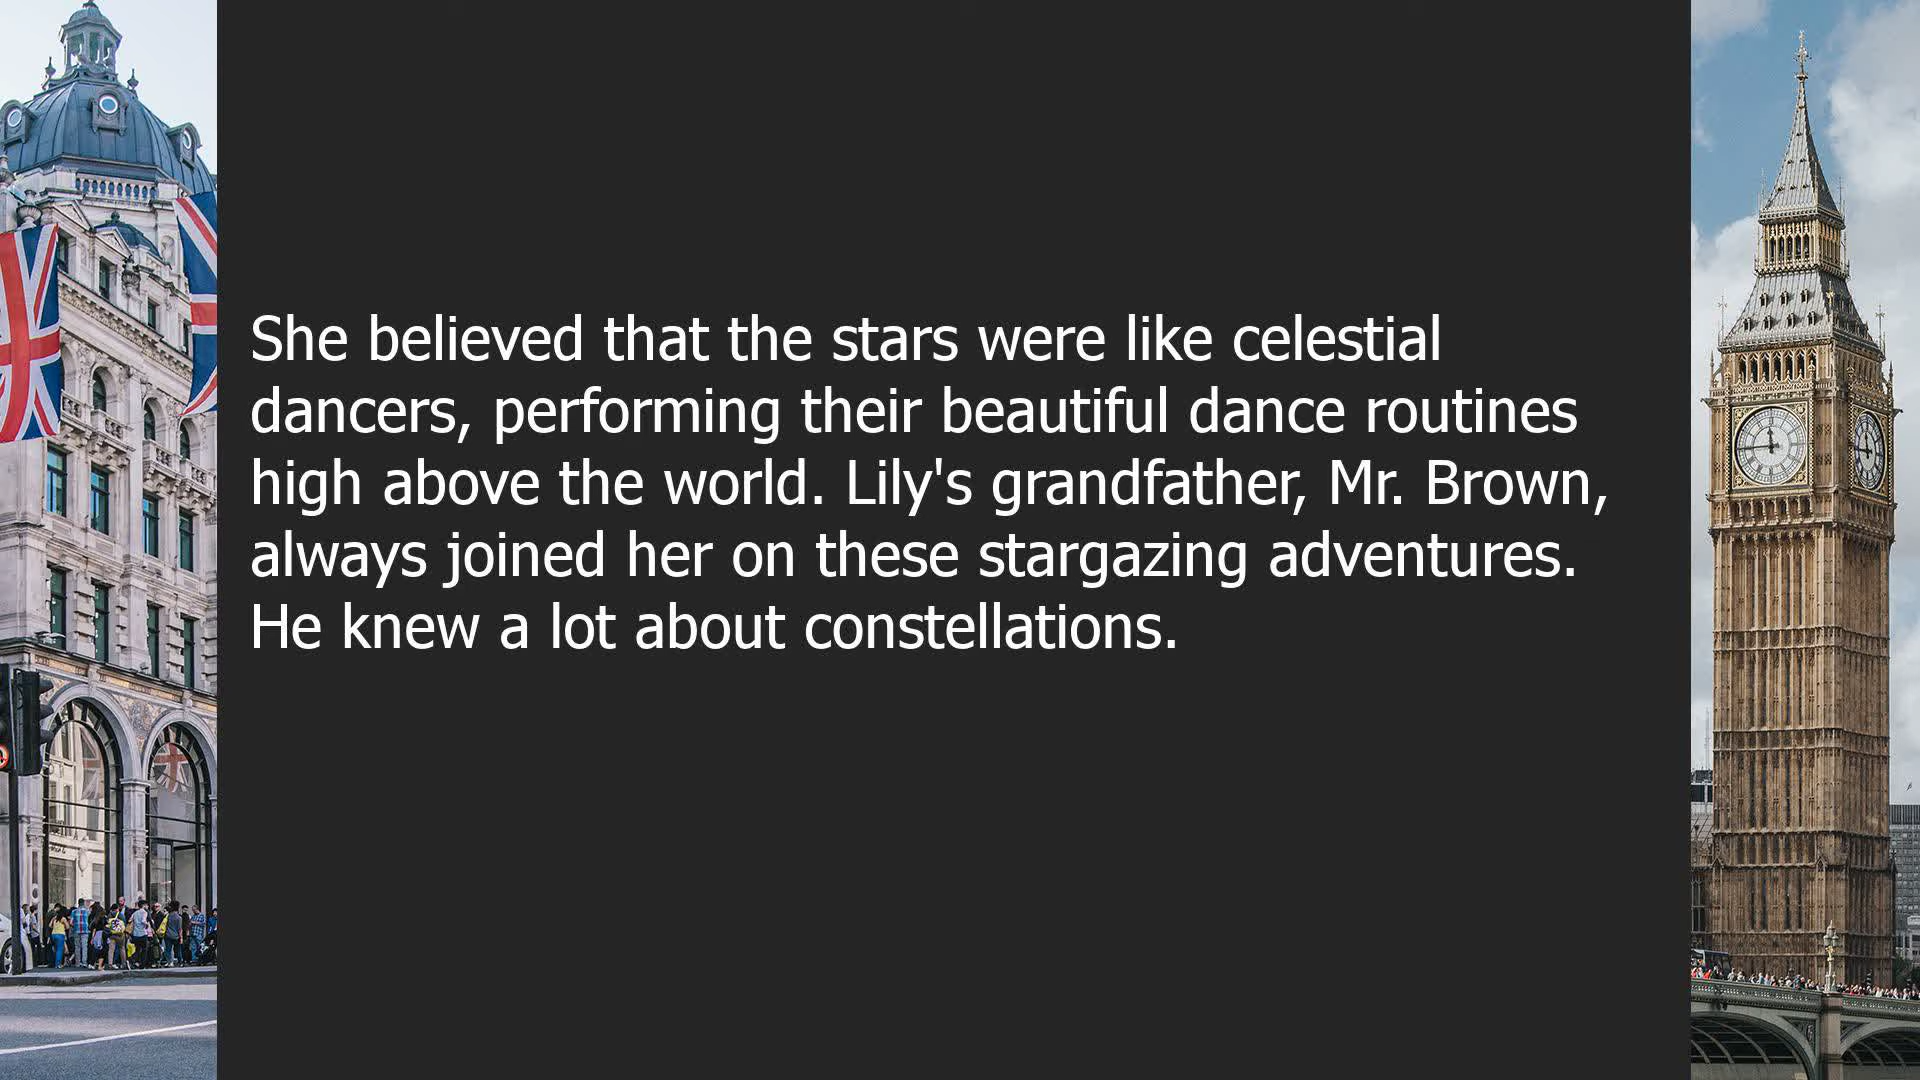 She believed that the stars were like celestial
dancers, performing their beautiful dance routines
high above the world. Lily's grandfather, Mr. Brown,
always joined her on these stargazing adventures.
He knew a lot about constellations.